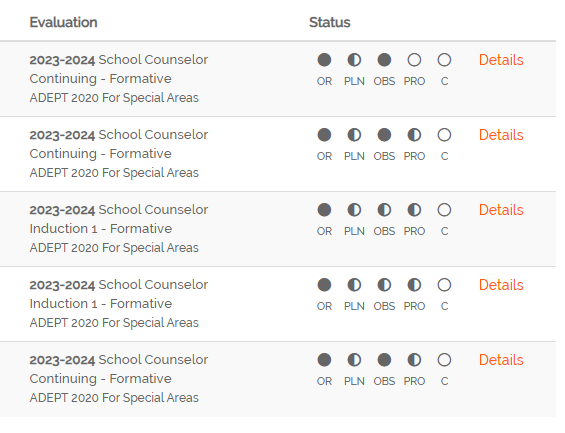 Evaluation Status
2023-2024 School Counselor Details
Continuing - Formative
OR PLN OBS PRO C
ADEPT 2020 For Special Areas
2023-2024 School Counselor Details
Continuing - Formative
OR PLN OBS PRO C
ADEPT 2020 For Special Areas
2023-2024 School Counselor Details
Induction 1 - Formative
OR PLN OBS PRO C
ADEPT 2020 For Special Areas
2023-2024 School Counselor Details
Induction 1 - Formative
OR PLN OBS PRO C
ADEPT 2020 For Special Areas
2023-2024 School Counselor Details
Continuing - Formative
OR PLN OBS PRO C
ADEPT 2020 For Special Areas